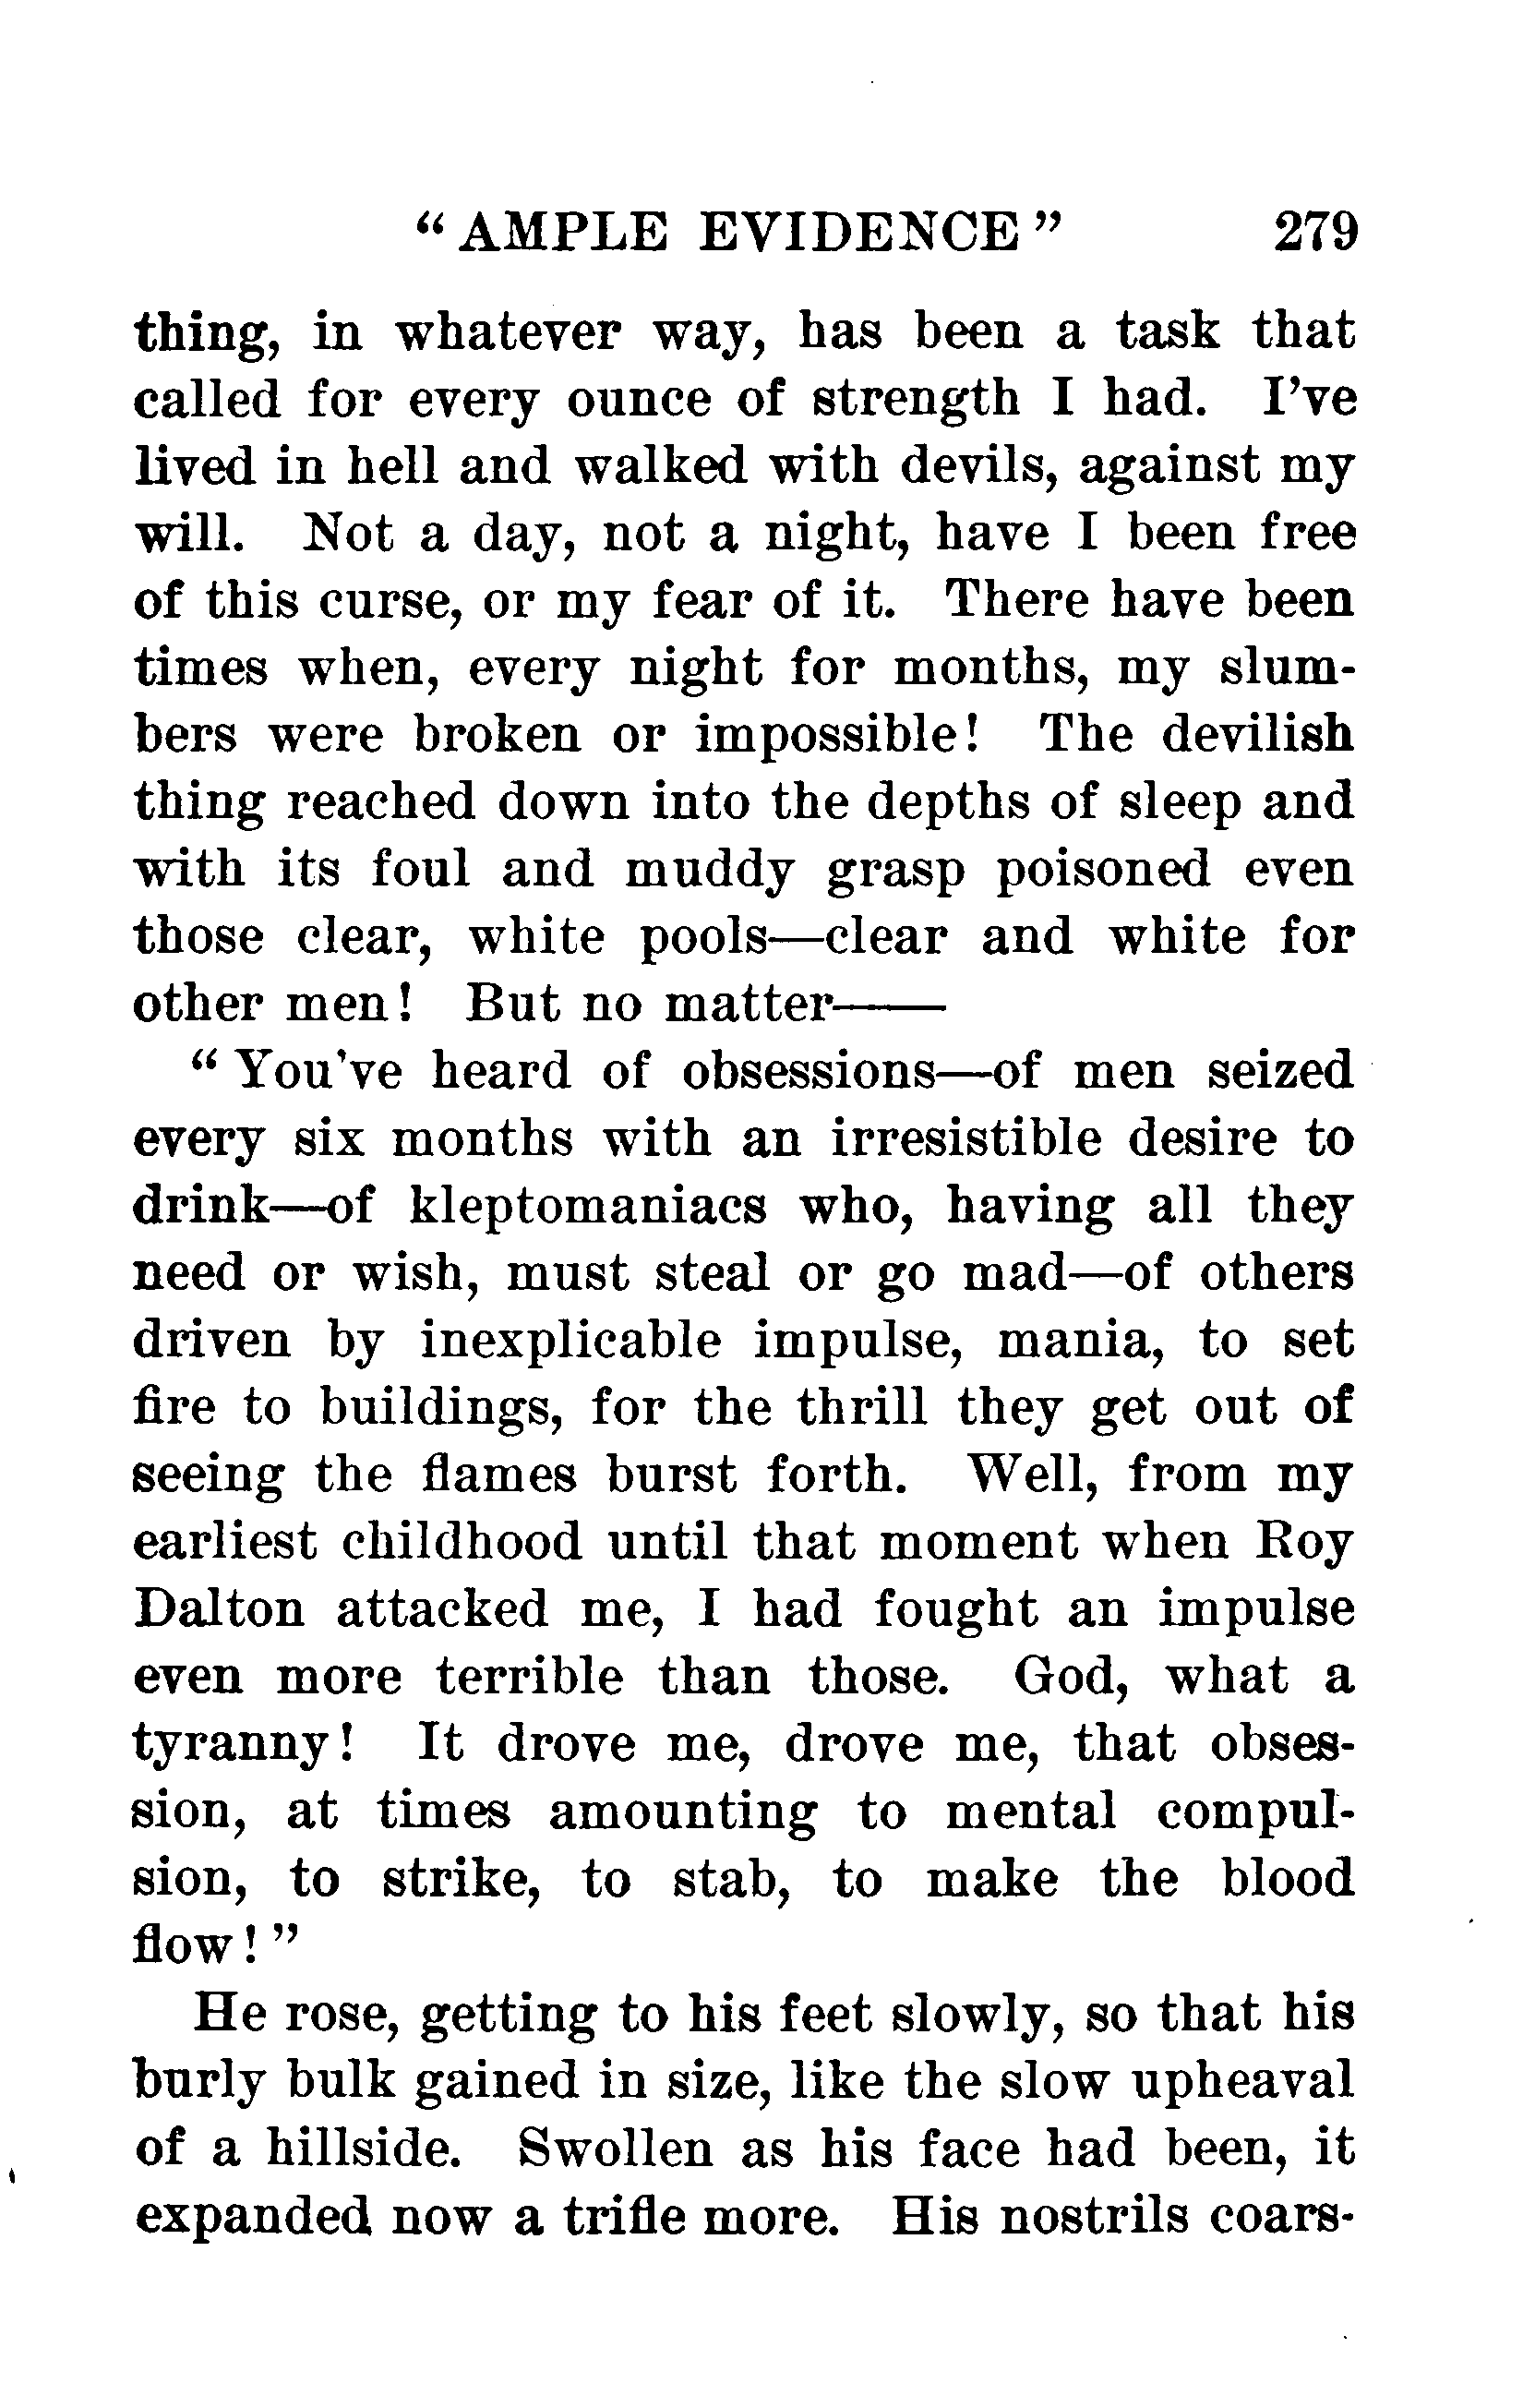 “ AMPLE EVIDENCE ” 279
thing, in whatever way, has been a task that
called for every ounce of strength I had. I’ve
lived in hell and walked with devils, against my
will. Not a day, not a night, have I been free
of this curse, or my fear of it. There have been
times when, every night for months, my slum-
bers were broken or impossible! The devilish
thing reached down into the depths of sleep and
with its foul and muddy grasp poisoned even
those clear, white pools—clear and white for
other men! But no matter——
“ You’ve heard of obsessions—of men seized
every six months with an irresistible desire to
drink—of kleptomaniacs who, having all they
need or wish, must steal or go mad—of others
driven by inexplicable impulse, mania, to set
fire to buildings, for the thrill they get out of
seeing the flames burst forth. Well, from my
earliest childhood until that moment when Roy
Dalton attacked me, I had fought an impulse
even more terrible than those. God, what a
tyranny! It drove me, drove me, that obses-
sion, at times amounting to mental compul-
sion, to strike, to stab, to make the blood
flow! ”
He rose, getting to his feet slowly, so that his
burly bulk gained in size, like the slow upheaval
of a hillside. Swollen as his face had been, it
expanded now a trifle more. His nostrils coars-